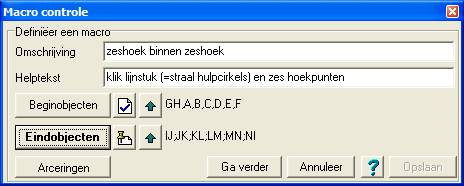 Macro controle
Definiëer een macro
Omschrijving zeshoek binnen zeshoek
Helptekst klik lijnstuk (=straal hulpcirkels) en zes hoekpunten
Beginobjecten GH,A,B,C,D,E,F
Eindobjecten IJ;JK;KL;LM;MN;NI
Arceringen Ga verder Annuleer ? Opslaan